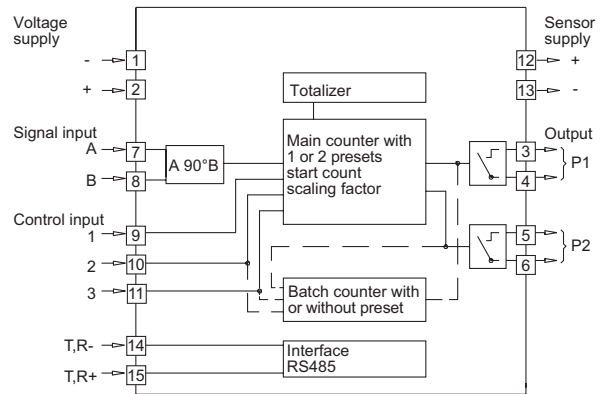 Voltage
supply
- 1
+ 2
Signal input
A 7
B 8
A 90°B
Control input
1 9
2 10
3 11
T,R- 14
T,R+ 15
Totalizer
Main counter with
1 or 2 presets
start count
scaling factor
Batch counter with
or without preset
Interface
RS485
Sensor
supply
12 +
13 -
Output
3
4
P1
5
6
P2